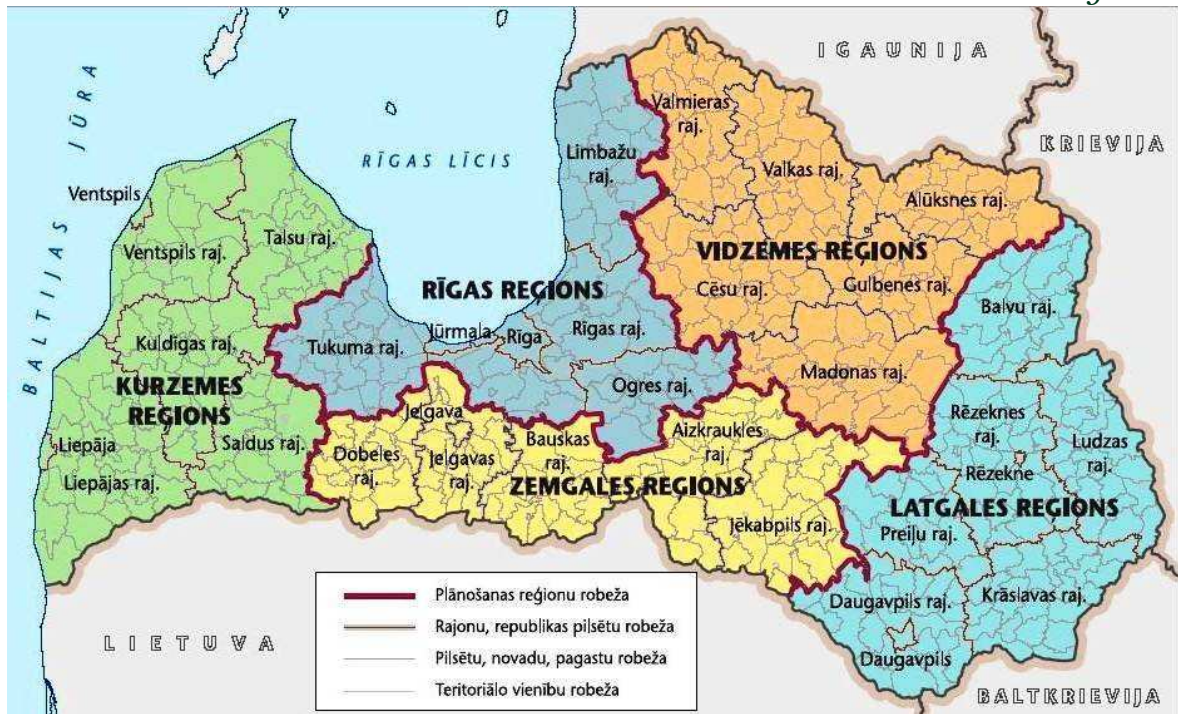 IGAUNIJA
KRIEVIJA
BALTIJAS JŪRA
RĪGAS LĪCIS
Ventspils
Ventspils raj.
Talsu raj.
Kuldīgas raj.
KURZEMES
REĢIONS
Liepāja
Liepājas raj.
Saldus raj.
Limbažu
raj.
RĪGAS REĢIONS
Jūrmala
Rīga
Rīgas raj.
Tukuma raj.
Ogres raj.
Valmieras
raj.
Valkas raj.
Alūksnes raj.
VIDZEMES REĢIONS
Cēsu raj.
Gulbenes raj.
Madonas raj.
Jelgava
Dobeles
raj.
Jelgavas
raj.
Bauskas
raj.
Aizkraukles
raj.
ZEMGALES REĢIONS
Jēkabpils raj.
Balvu raj.
Rēzeknes
raj.
Rēzekne
Ludzas
raj.
LATGALES REĢIONS
Preiļu raj.
Daugavpils raj.
Daugavpils
Krāslavas raj.
LIETUVA
BALTKRIEVIJA
Plānošanas reģionu robeža
Rajonu, republikas pilsētu robeža
Pilsētu, novadu, pagastu robeža
Teritoriālo vienību robeža